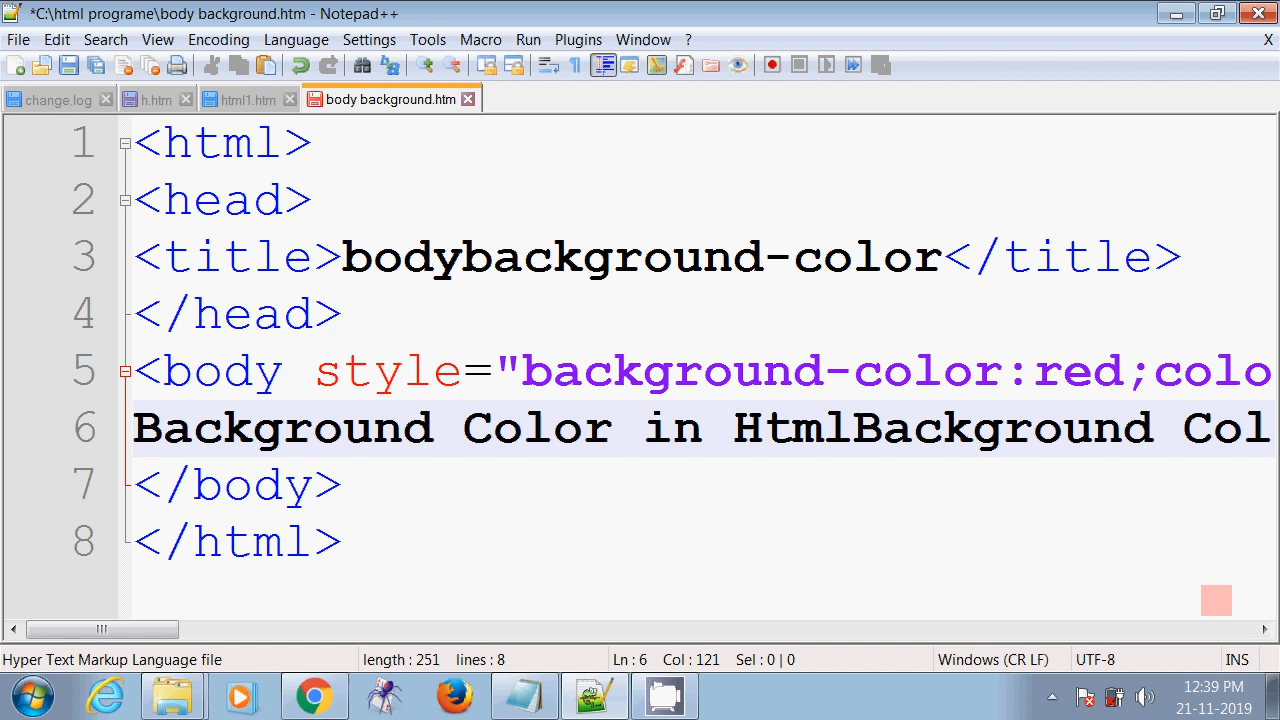 *C:\html programe\body background.htm - Notepad++
File Edit Search View Encoding Language Settings Tools Macro Run Plugins Window ? X
change.log h.htm html1.htm body background.htm
1 <html>
2 <head>
3 <title>bodybackground-color</title>
4 </head>
5 <body style="background-color:red;colo
6 Background Color in HtmlBackground Col
7 </body>
8 </html>
Hyper Text Markup Language file length : 251 lines : 8 Ln : 6 Col : 121 Sel : 0 | 0 Windows (CR LF) UTF-8 INS
12:39 PM
21-11-2019